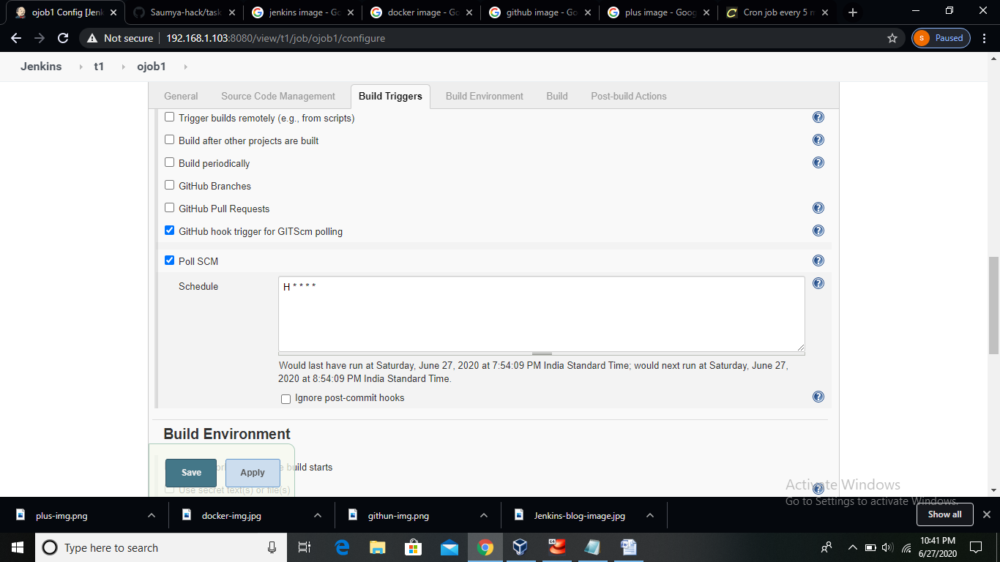 ojob1 Config [Jenk
Saumya-hack/task
jenkins image - Go
docker image - Go
github image - Go
plus image - Goog
Cron job every 5 m
Not secure
192.168.1.103:8080/view/t1/job/ojob1/configure
S
Paused
Jenkins
t1
ojob1
General
Source Code Management
Build Triggers
Build Environment
Build
Post-build Actions
Trigger builds remotely (e.g., from scripts)
Build after other projects are built
Build periodically
GitHub Branches
GitHub Pull Requests
GitHub hook trigger for GITScm polling
Poll SCM
Schedule
H * * * *
Would last have run at Saturday, June 27, 2020 at 7:54:09 PM India Standard Time; would next run at Saturday, June 27,
2020 at 8:54:09 PM India Standard Time.
Ignore post-commit hooks
Build Environment
build starts
Use secret text(s) or file(s)
Save
Apply
Activate Windows
Go to Settings to activate Windows.
plus-img.png
docker-img.jpg
githun-img.png
Jenkins-blog-image.jpg
Show all
Type here to search
10:41 PM
6/27/2020